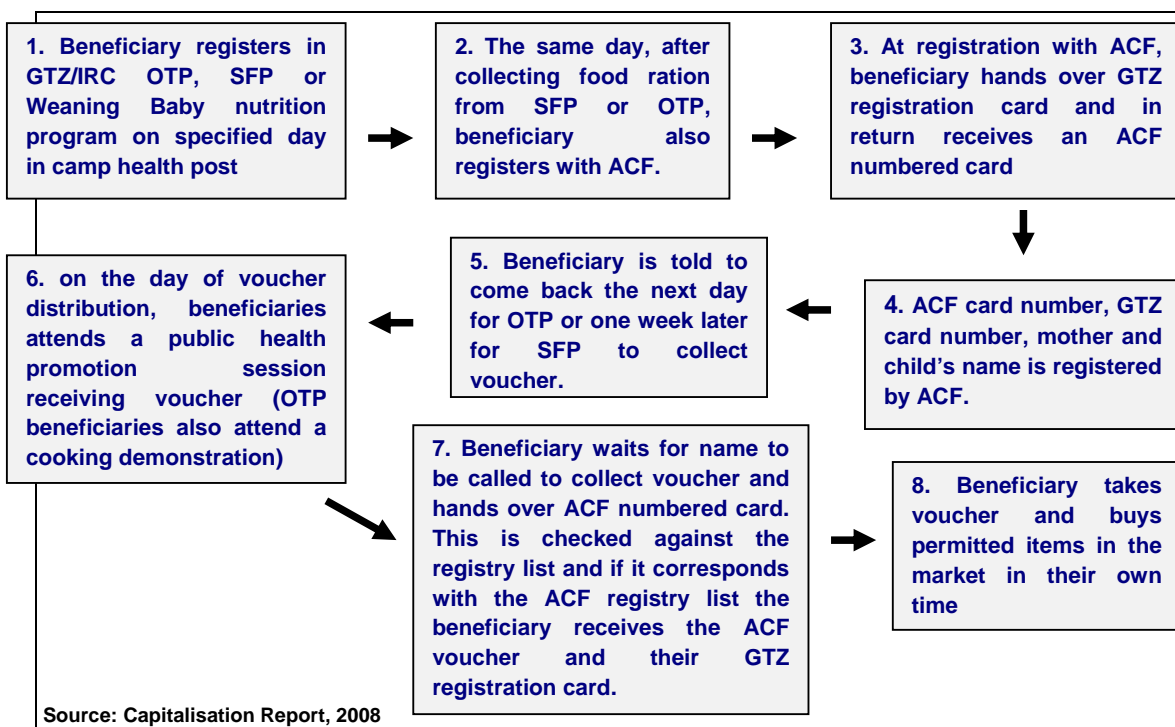 1. Beneficiary registers in
GTZ/IRC OTP, SFP or
Weaning Baby nutrition
program on specified day
in camp health post
2. The same day, after
collecting food ration
from SFP or OTP,
beneficiary also
registers with ACF.
3. At registration with ACF,
beneficiary hands over GTZ
registration card and in
return receives an ACF
numbered card
4. ACF card number, GTZ
card number, mother and
child’s name is registered
by ACF.
5. Beneficiary is told to
come back the next day
for OTP or one week later
for SFP to collect
voucher.
6. on the day of voucher
distribution, beneficiaries
attends a public health
promotion session
receiving voucher (OTP
beneficiaries also attend a
cooking demonstration)
7. Beneficiary waits for name to
be called to collect voucher and
hands over ACF numbered card.
This is checked against the
registry list and if it corresponds
with the ACF registry list the
beneficiary receives the ACF
voucher and their GTZ
registration card.
8. Beneficiary takes
voucher and buys
permitted items in the
market in their own
time
Source: Capitalisation Report, 2008